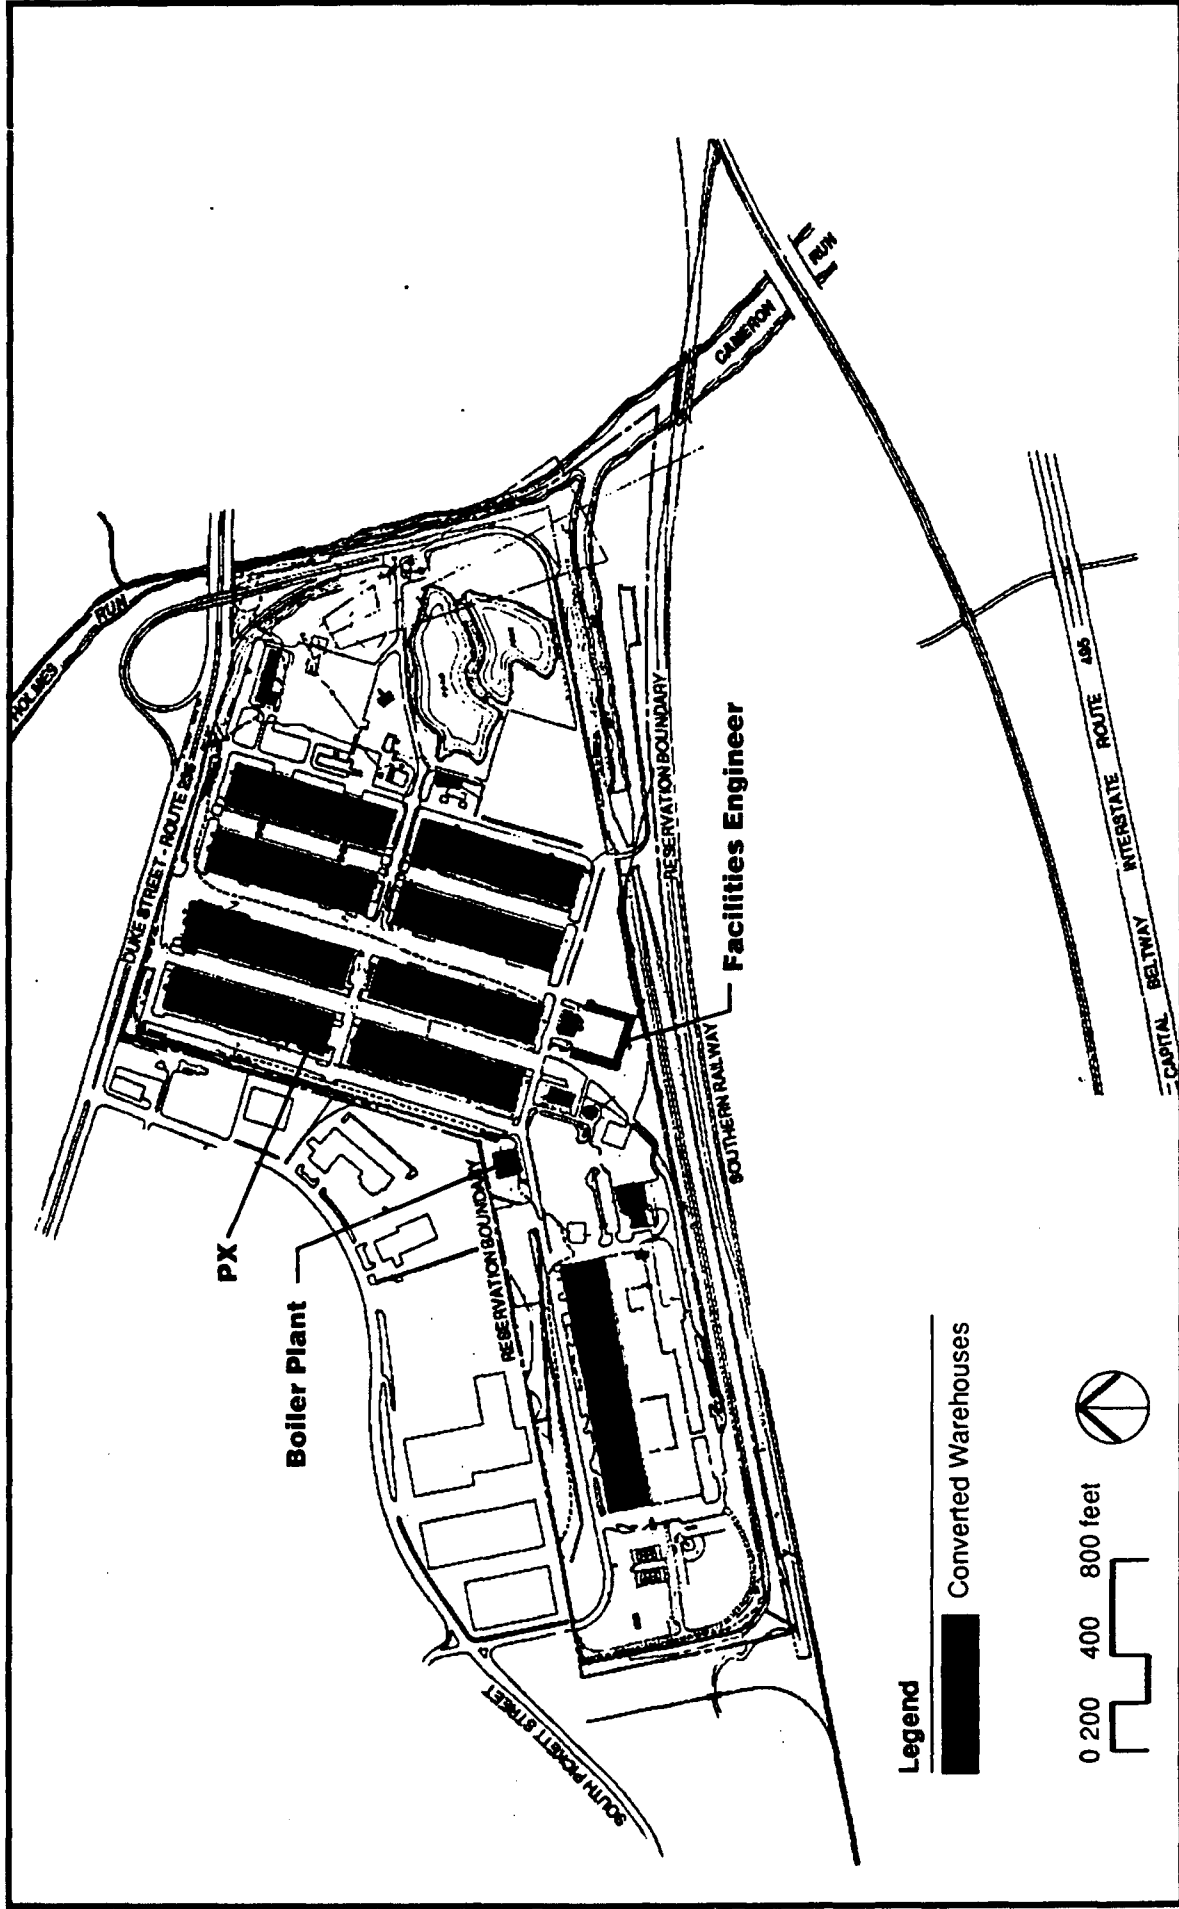 HOLMES
RUN
DUKE STREET - ROUTE 236
CAMERON
RUN
RESERVATION BOUNDARY
Facilities Engineer
SOUTHERN RAILWAY
PX
Boiler Plant
RESERVATION BOUNDARY
SOUTH PICKETT STREET
CAPITAL BELTWAY INTERSTATE ROUTE 495
Legend
Converted Warehouses
0 200 400 800 feet